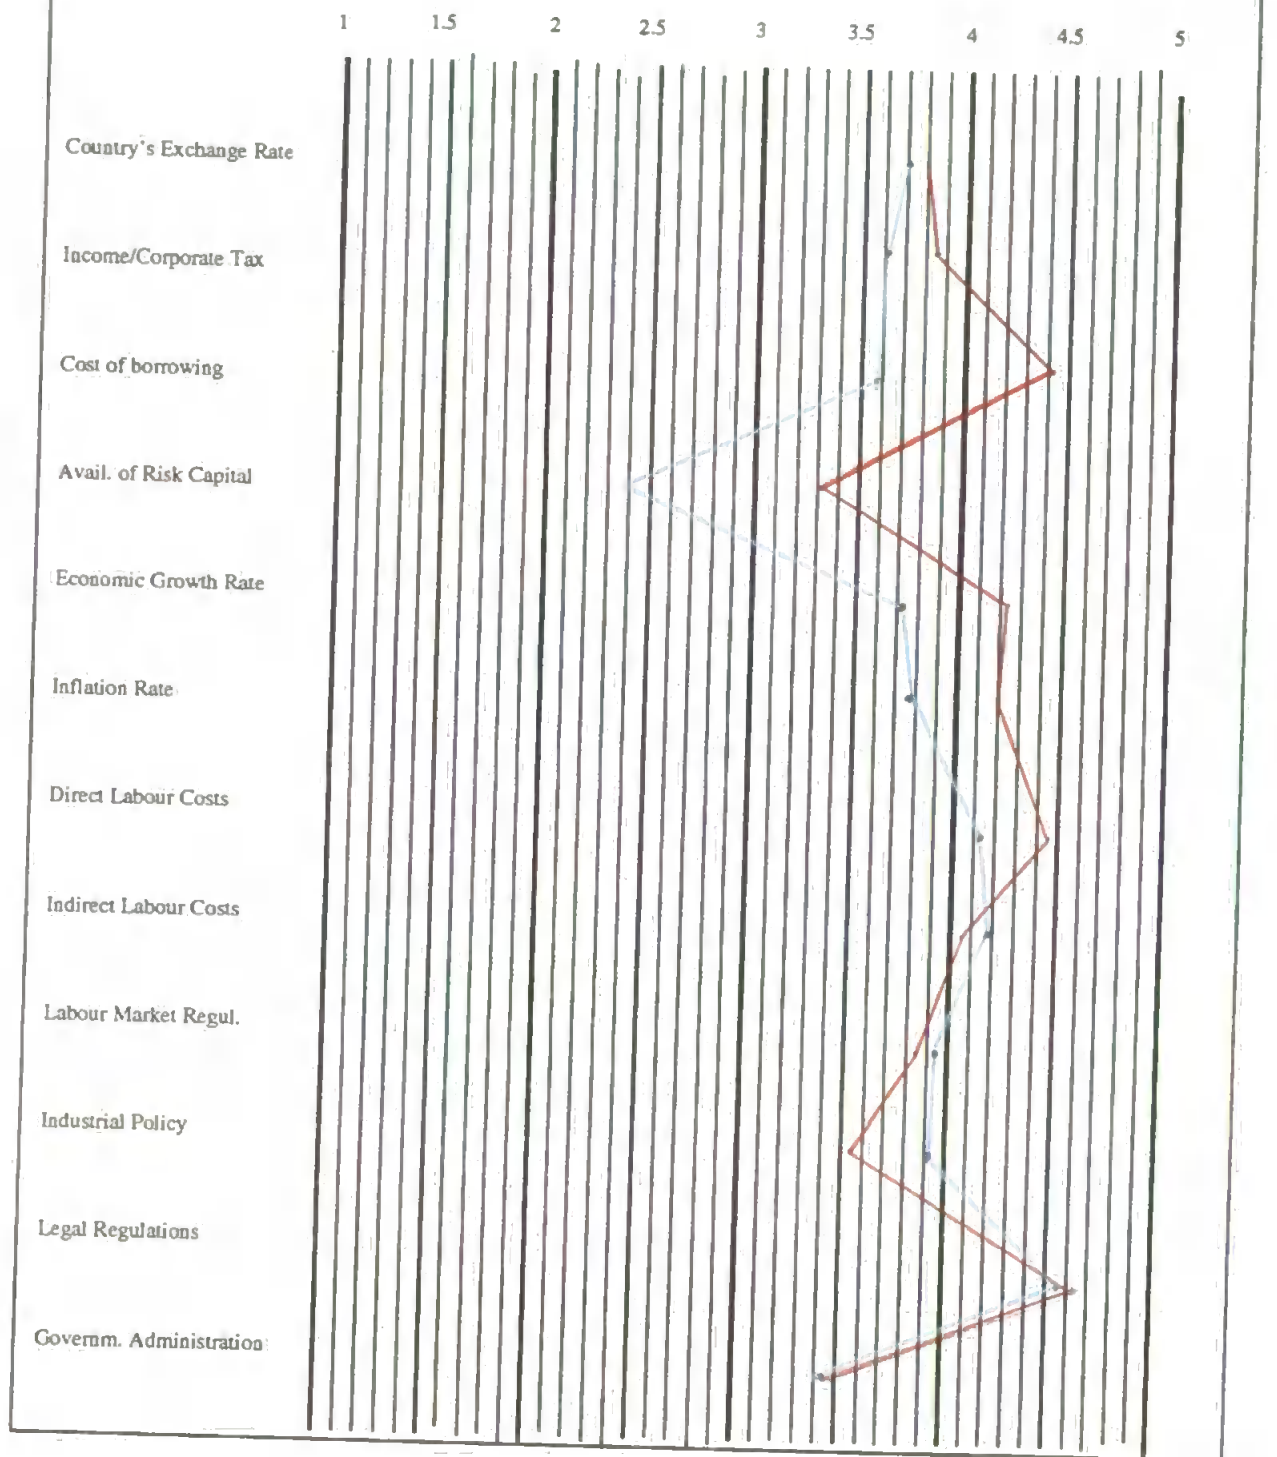 1 1.5 2 2.5 3 3.5 4 4.5 5
Country's Exchange Rate
Income/Corporate Tax
Cost of borrowing
Avail. of Risk Capital
Economic Growth Rate
Inflation Rate
Direct Labour Costs
Indirect Labour Costs
Labour Market Regul.
Industrial Policy
Legal Regulations
Governm. Administration